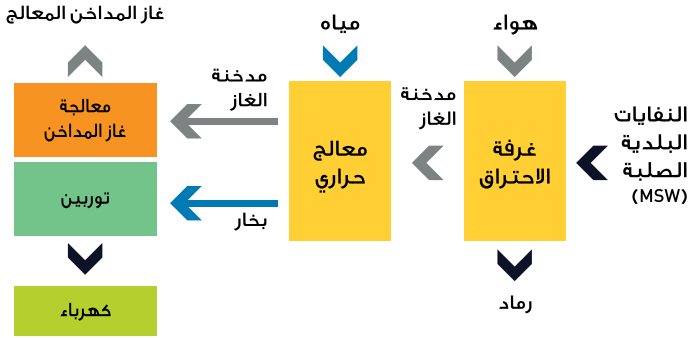 النفايات
البلدية
الصلبة
(MSW)
هواء
غرفة
الاحتراق
رماد
مدخنة
الغاز
مياه
معالج
حراري
مدخنة
الغاز
بخار
غاز المداخن المعالج
معالجة
غاز المداخن
توربين
كهرباء